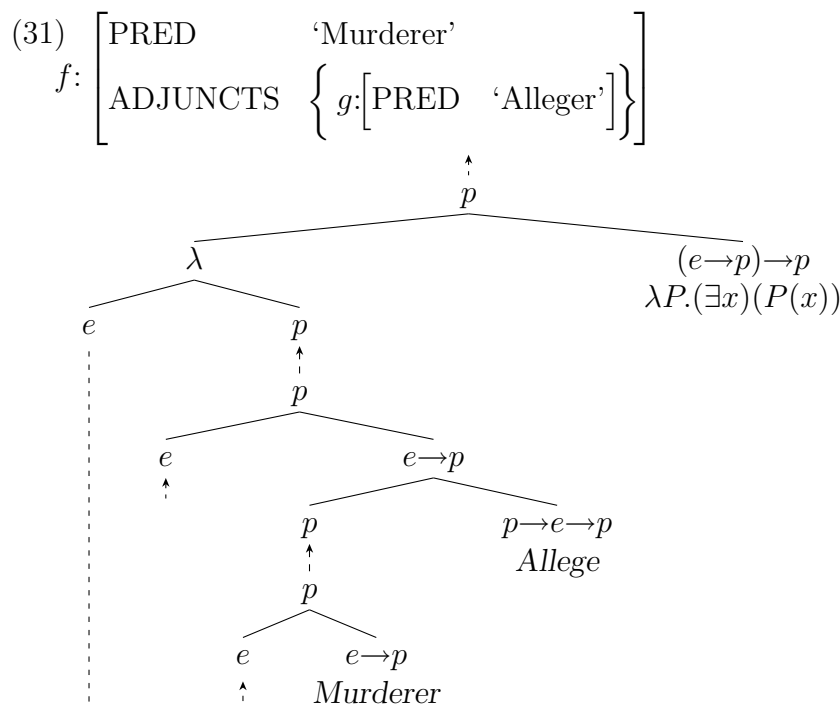 (31)
PRED ‘Murderer’
f: ADJUNCTS { g:[PRED ‘Alleger’]}
p
λ (e→p)→p
λP.(∃x)(P(x))
e p
p
e e→p
p p→e→p
Allege
p
e e→p
Murderer